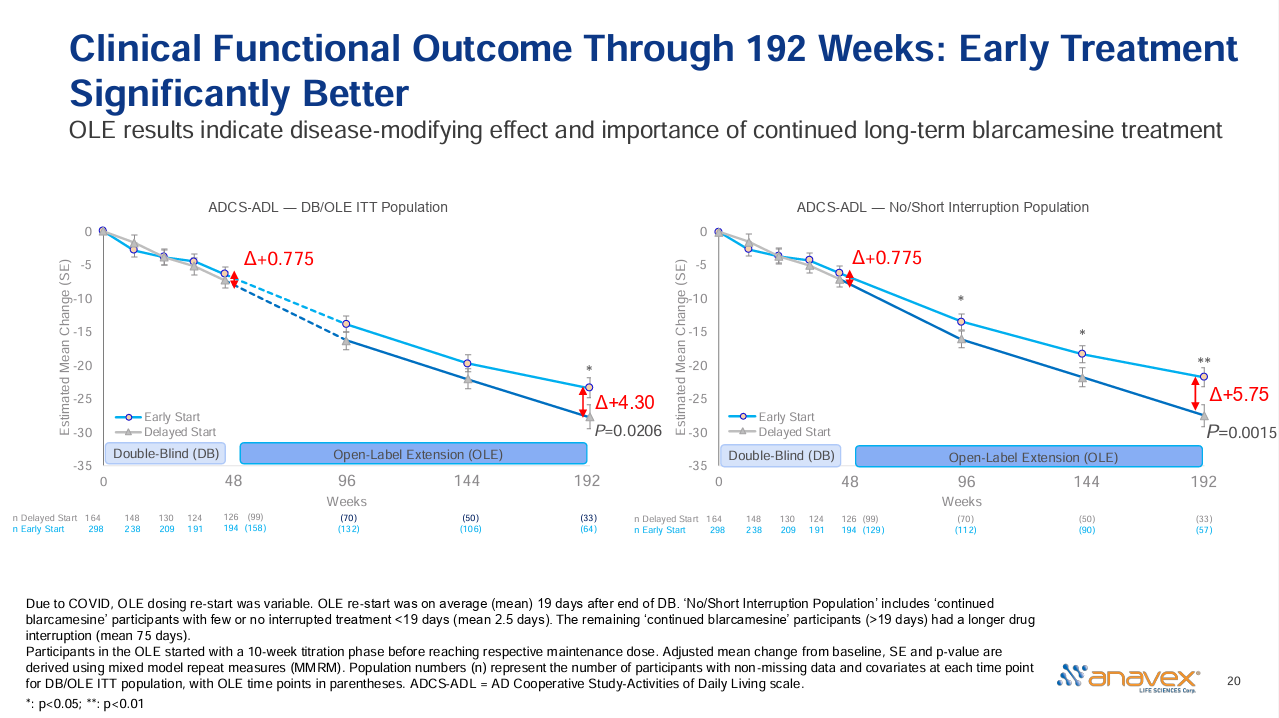 Clinical Functional Outcome Through 192 Weeks: Early Treatment
Significantly Better
OLE results indicate disease-modifying effect and importance of continued long-term blarcamesine treatment
ADCS-ADL — DB/OLE ITT Population
Estimated Mean Change (SE)
0
-5
-10
-15
-20
-25
-30
-35
Δ+0.775
*
Δ+4.30
P=0.0206
Early Start
Delayed Start
Double-Blind (DB)
Open-Label Extension (OLE)
0 48 96 144 192
Weeks
n Delayed Start 164 148 130 124 126 (99) (70) (50) (33)
n Early Start 298 238 209 191 194 (158) (132) (106) (64)
ADCS-ADL — No/Short Interruption Population
Estimated Mean Change (SE)
0
-5
-10
-15
-20
-25
-30
-35
Δ+0.775
*
*
**
Δ+5.75
P=0.0015
Early Start
Delayed Start
Double-Blind (DB)
Open-Label Extension (OLE)
0 48 96 144 192
Weeks
n Delayed Start 164 148 130 124 126 (99) (70) (50) (33)
n Early Start 298 238 209 191 194 (129) (112) (90) (57)
Due to COVID, OLE dosing re-start was variable. OLE re-start was on average (mean) 19 days after end of DB. ‘No/Short Interruption Population’ includes ‘continued
blarcamesine’ participants with few or no interrupted treatment <19 days (mean 2.5 days). The remaining ‘continued blarcamesine’ participants (>19 days) had a longer drug
interruption (mean 75 days).
Participants in the OLE started with a 10-week titration phase before reaching respective maintenance dose. Adjusted mean change from baseline, SE and p-value are
derived using mixed model repeat measures (MMRM). Population numbers (n) represent the number of participants with non-missing data and covariates at each time point
for DB/OLE ITT population, with OLE time points in parentheses. ADCS-ADL = AD Cooperative Study-Activities of Daily Living scale.
*: p<0.05; **: p<0.01
anavex®
LIFE SCIENCES Corp.
20